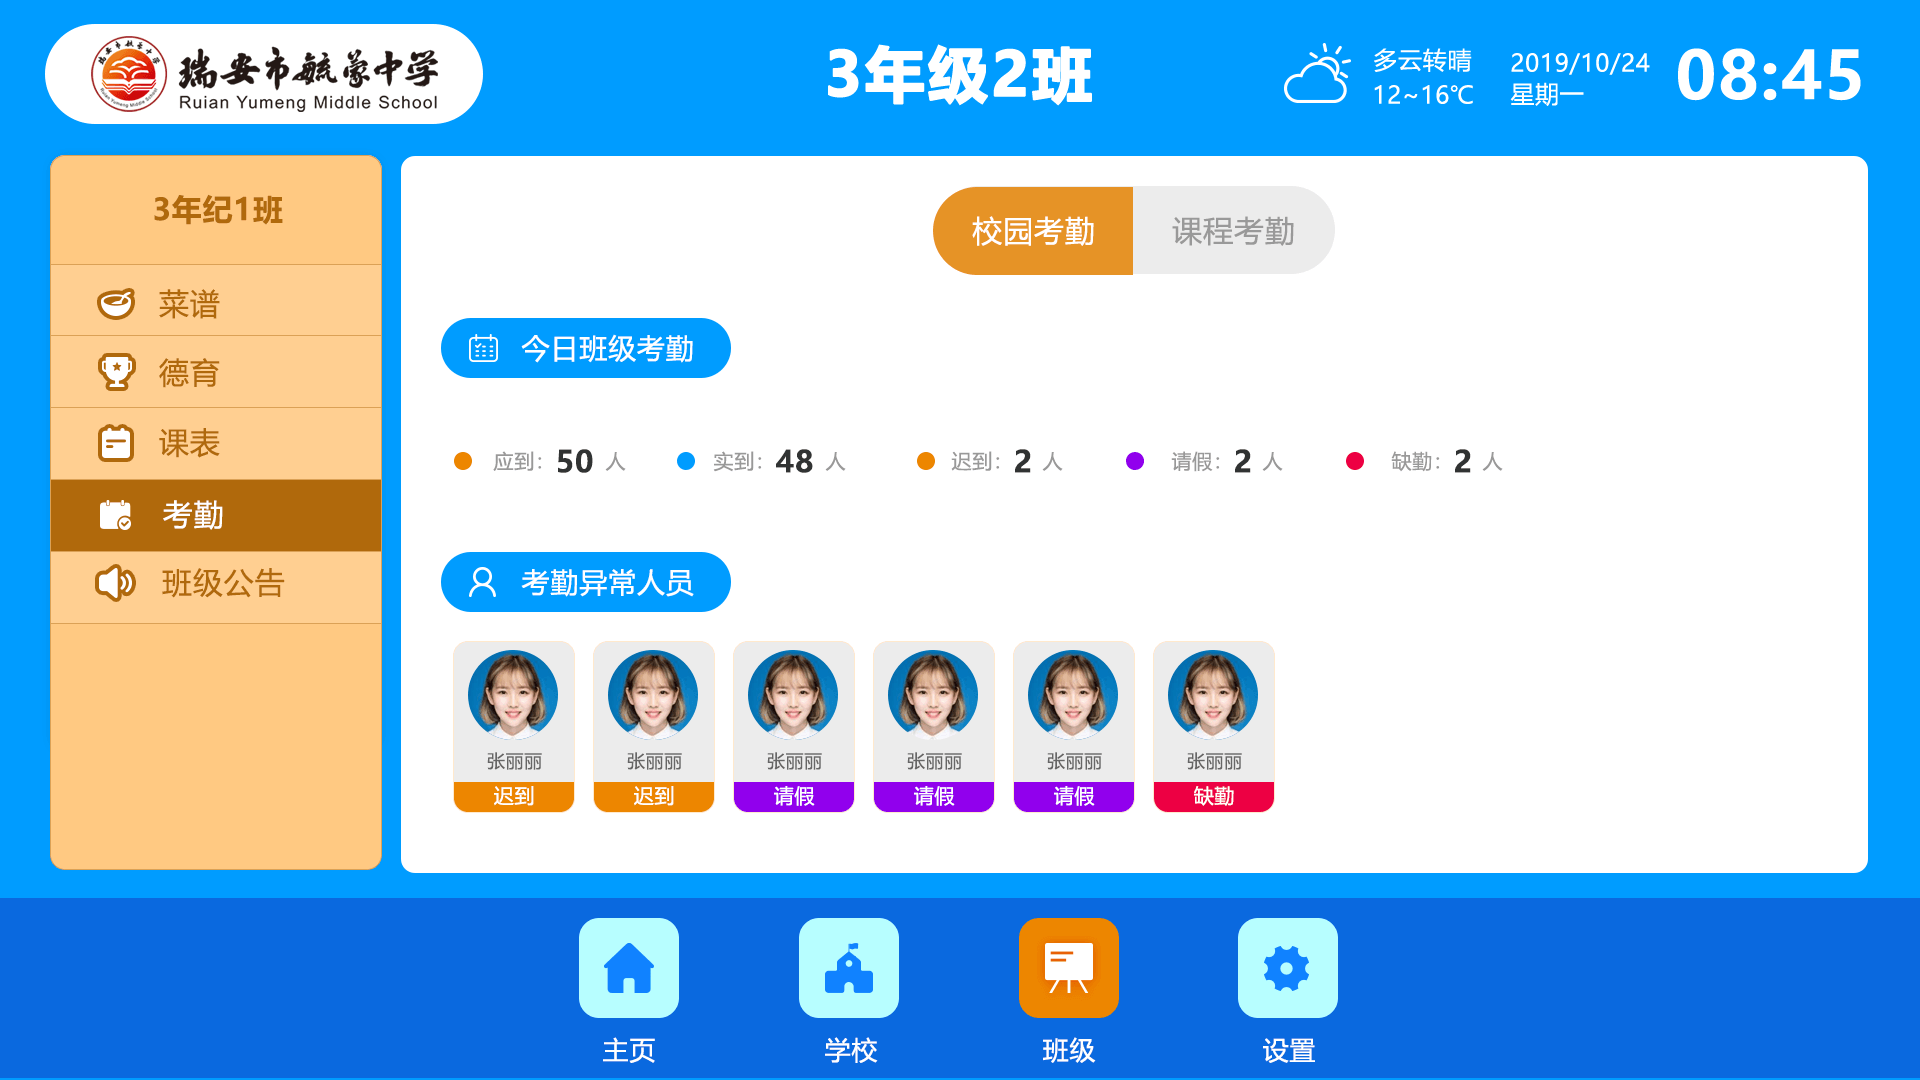 瑞安市毓蒙中学
Ruian Yumeng Middle School
3年级2班
多云转晴
12~16℃
2019/10/24
星期一
08:45
3年纪1班
菜谱
德育
课表
考勤
班级公告
校园考勤
课程考勤
今日班级考勤
应到: 50 人
实到: 48 人
迟到: 2 人
请假: 2 人
缺勤: 2 人
考勤异常人员
张丽丽
迟到
张丽丽
迟到
张丽丽
请假
张丽丽
请假
张丽丽
请假
张丽丽
缺勤
主页
学校
班级
设置